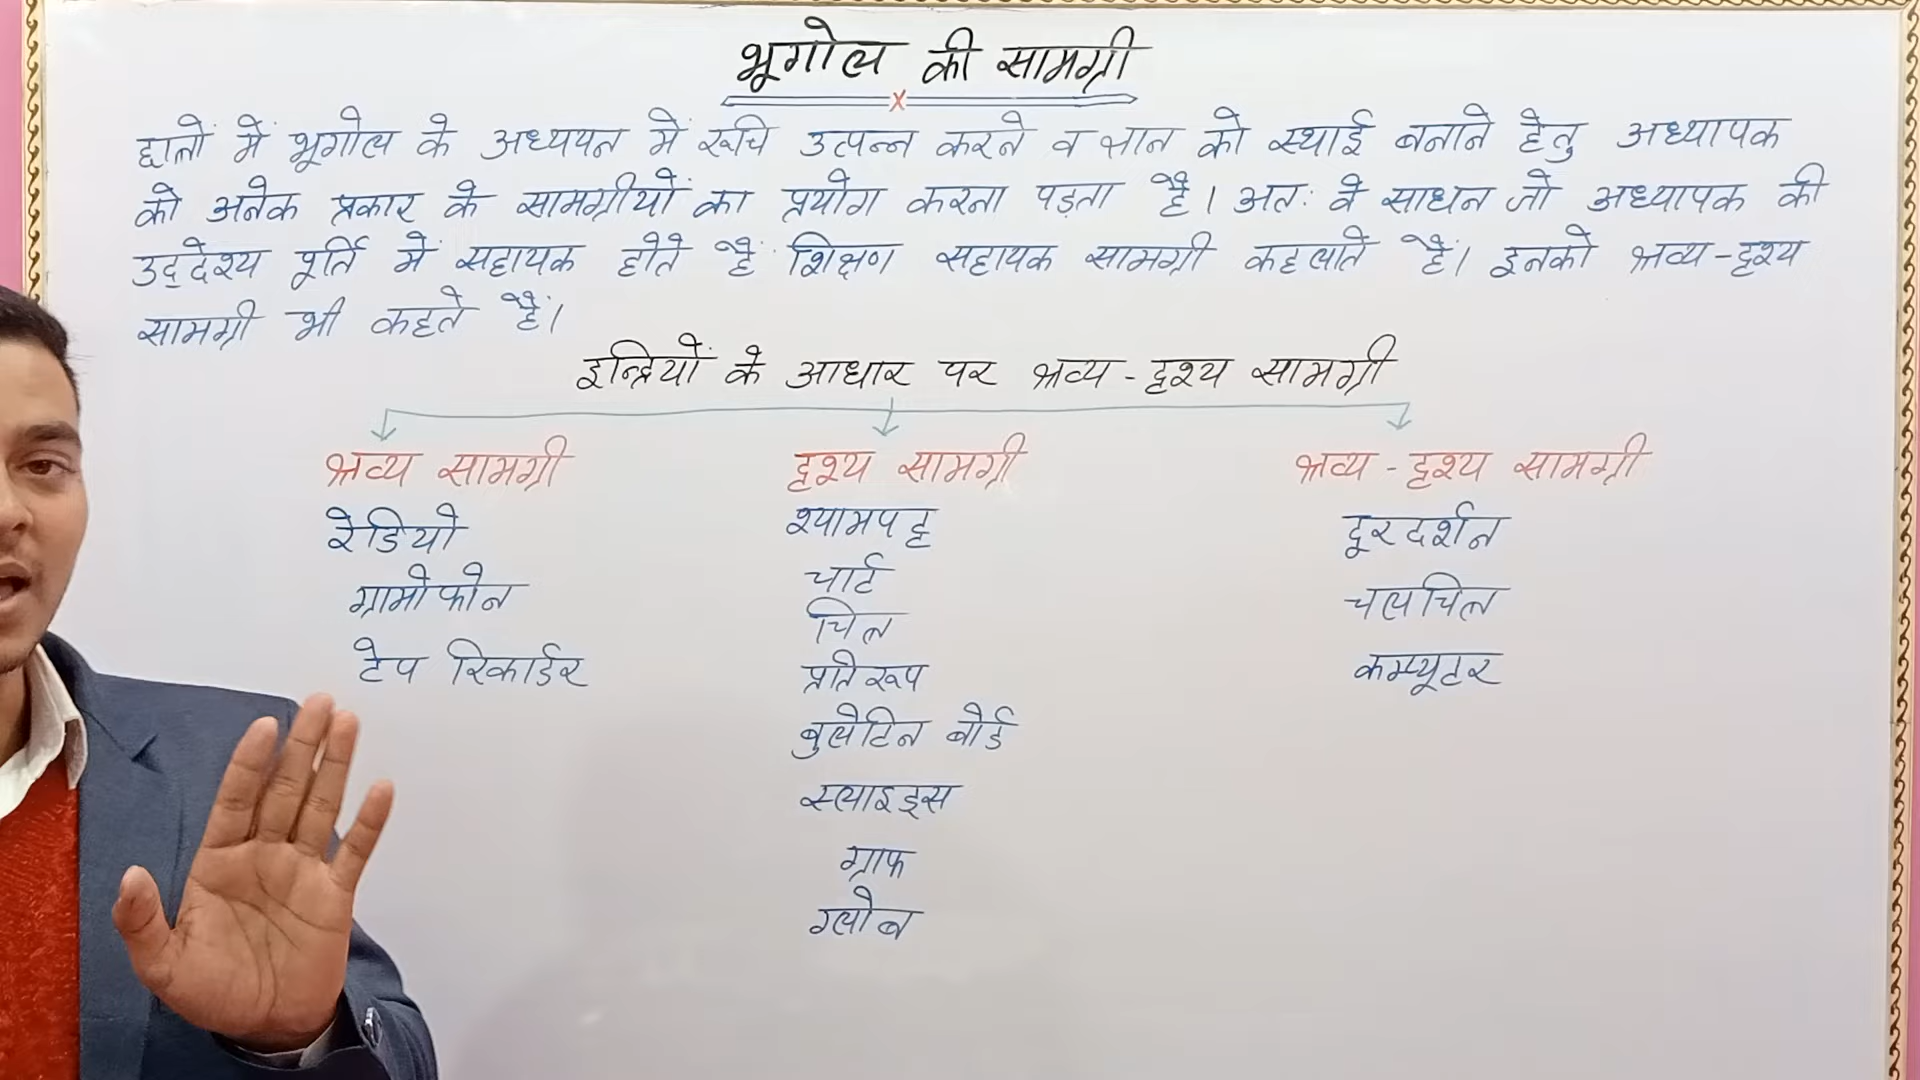 भूगोल की सामग्री
छात्रों में भूगोल के अध्ययन में रूचि उत्पन्न करने व ज्ञान को स्थाई बनाने हेतु अध्यापक
को अनेक प्रकार के सामग्रीयों का प्रयोग करना पड़ता है। अतः वे साधन जो अध्यापक की
उद्देश्य पूर्ति में सहायक होते हैं शिक्षण सहायक सामग्री कहलाते हैं। इनको श्रव्य-दृश्य
सामग्री भी कहते हैं।
इन्द्रियों के आधार पर श्रव्य-दृश्य सामग्री
श्रव्य सामग्री
रेडियो
ग्रामोफोन
टेप रिकार्डर
दृश्य सामग्री
श्यामपट्ट
चार्ट
चित्र
प्रतिरूप
बुलेटिन बोर्ड
स्लाइड्स
ग्राफ
ग्लोब
श्रव्य-दृश्य सामग्री
दूरदर्शन
चलचित्र
कम्प्यूटर